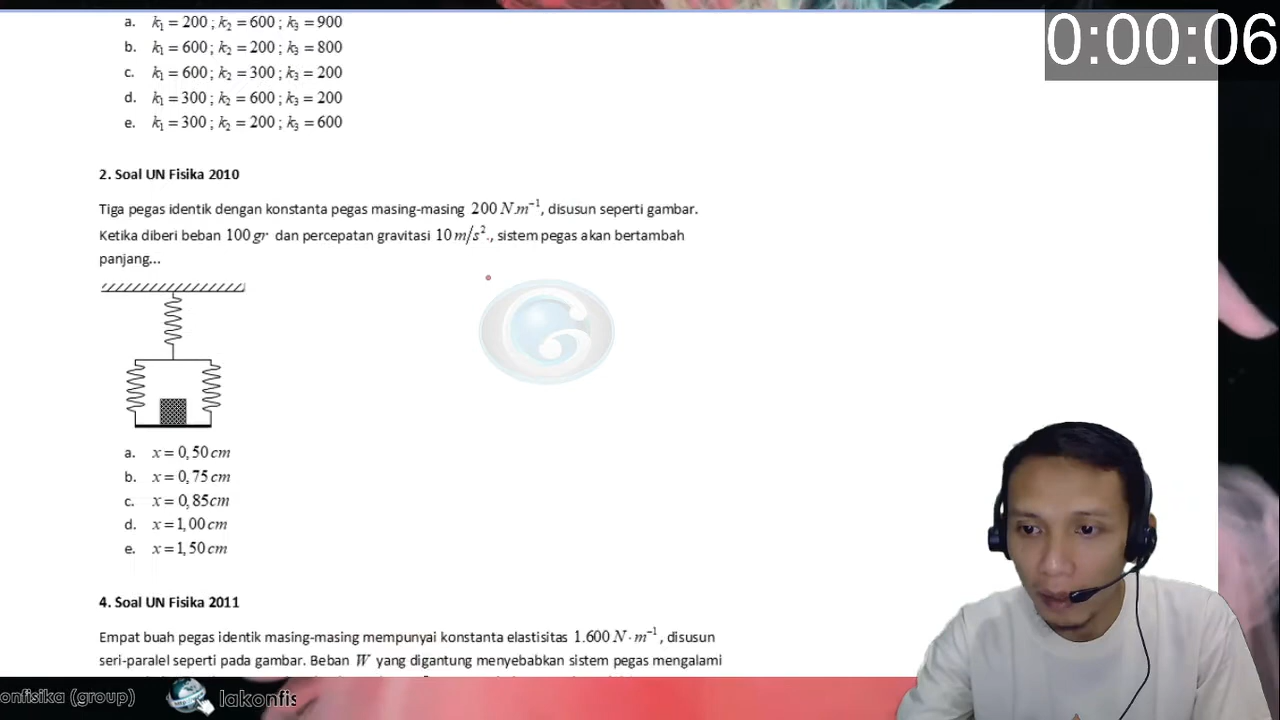 0:00:06
a. k₁ = 200 ; k₂ = 600 ; k₃ = 900
b. k₁ = 600 ; k₂ = 200 ; k₃ = 800
c. k₁ = 600 ; k₂ = 300 ; k₃ = 200
d. k₁ = 300 ; k₂ = 600 ; k₃ = 200
e. k₁ = 300 ; k₂ = 200 ; k₃ = 600
2. Soal UN Fisika 2010
Tiga pegas identik dengan konstanta pegas masing-masing 200 N.m⁻¹, disusun seperti gambar.
Ketika diberi beban 100 gr dan percepatan gravitasi 10 m/s²., sistem pegas akan bertambah
panjang...
a. x = 0,50 cm
b. x = 0,75 cm
c. x = 0,85 cm
d. x = 1,00 cm
e. x = 1,50 cm
4. Soal UN Fisika 2011
Empat buah pegas identik masing-masing mempunyai konstanta elastisitas 1.600 N·m⁻¹, disusun
seri-paralel seperti pada gambar. Beban W yang digantung menyebabkan sistem pegas mengalami
onfisika (group) lakonfis